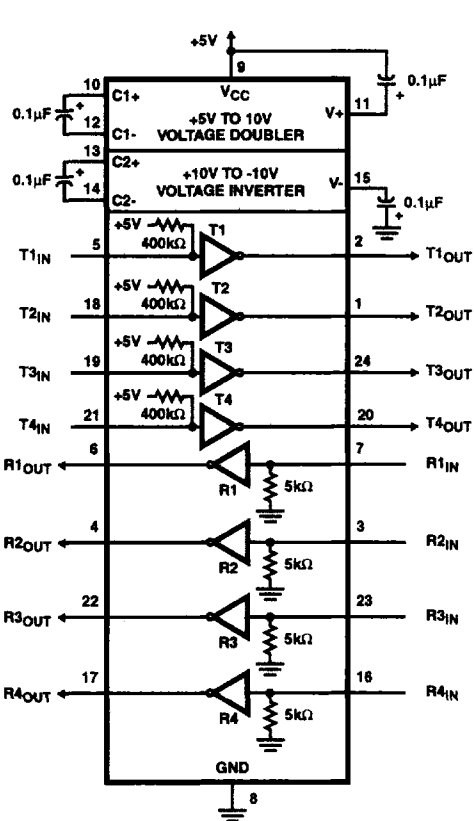 +5V
9
10
C1+
VCC
0.1µF
+
0.1µF
+
12
C1-
+5V TO 10V
VOLTAGE DOUBLER
V+
11
+
13
C2+
0.1µF
+
14
C2-
+10V TO -10V
VOLTAGE INVERTER
V-
15
0.1µF
+5V
400kΩ
T1
T1IN
5
2
T1OUT
+5V
400kΩ
T2
T2IN
18
1
T2OUT
+5V
400kΩ
T3
T3IN
19
24
T3OUT
+5V
400kΩ
T4
T4IN
21
20
T4OUT
R1OUT
6
R1
7
R1IN
5kΩ
R2OUT
4
R2
3
R2IN
5kΩ
R3OUT
22
R3
23
R3IN
5kΩ
R4OUT
17
R4
16
R4IN
5kΩ
GND
8